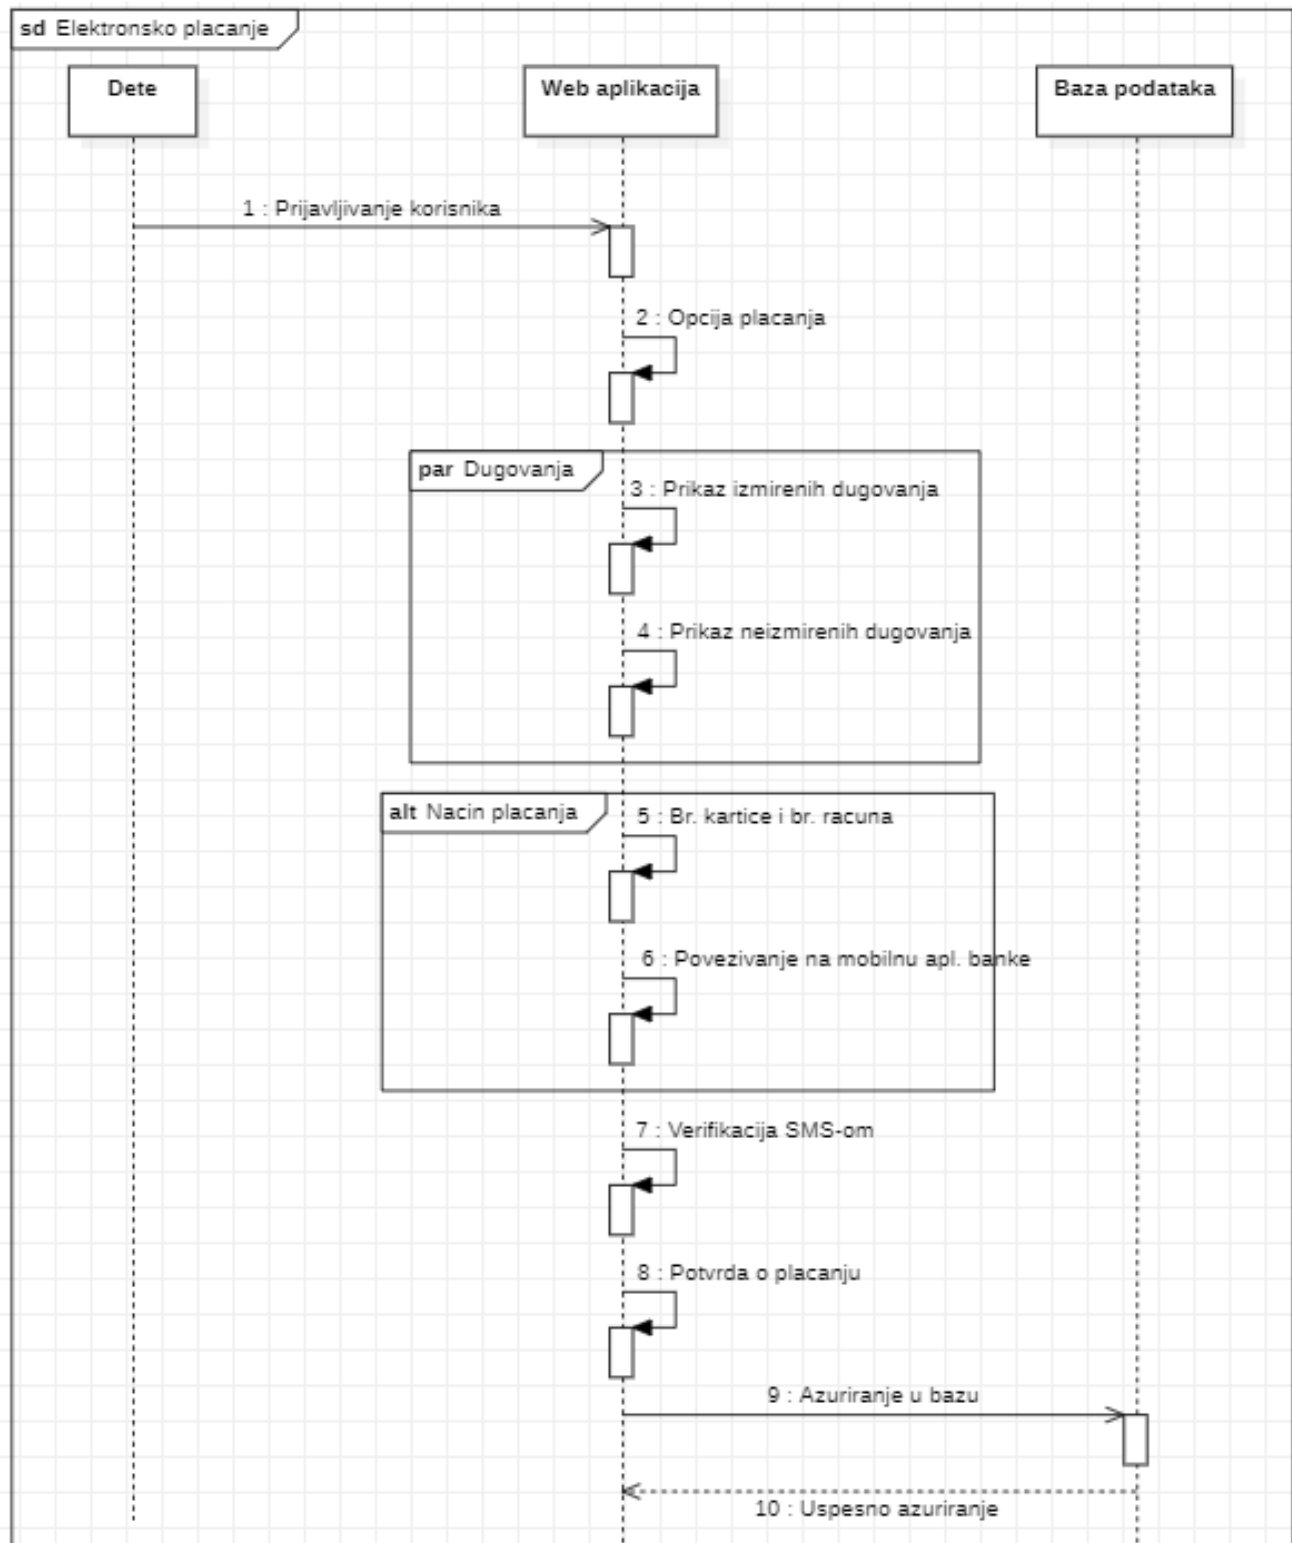 sd Elektronsko placanje
Dete
Web aplikacija
Baza podataka
1 : Prijavljivanje korisnika
2 : Opcija placanja
par Dugovanja
3 : Prikaz izmirenih dugovanja
4 : Prikaz neizmirenih dugovanja
alt Nacin placanja
5 : Br. kartice i br. racuna
6 : Povezivanje na mobilnu apl. banke
7 : Verifikacija SMS-om
8 : Potvrda o placanju
9 : Azuriranje u bazu
10 : Uspesno azuriranje